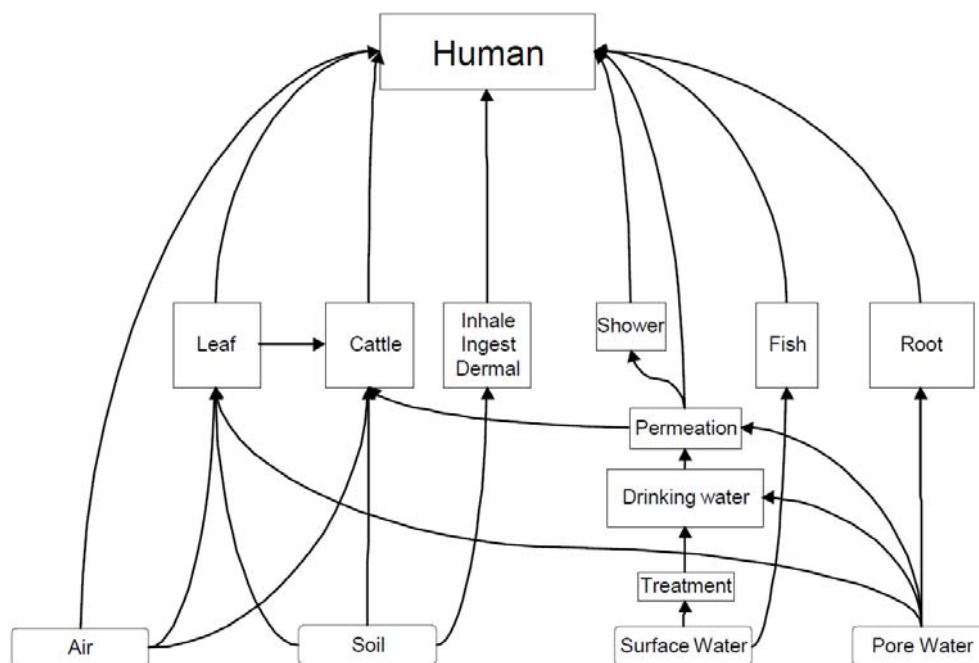 Human
Leaf
Cattle
Inhale
Ingest
Dermal
Shower
Fish
Root
Permeation
Drinking water
Treatment
Air
Soil
Surface Water
Pore Water